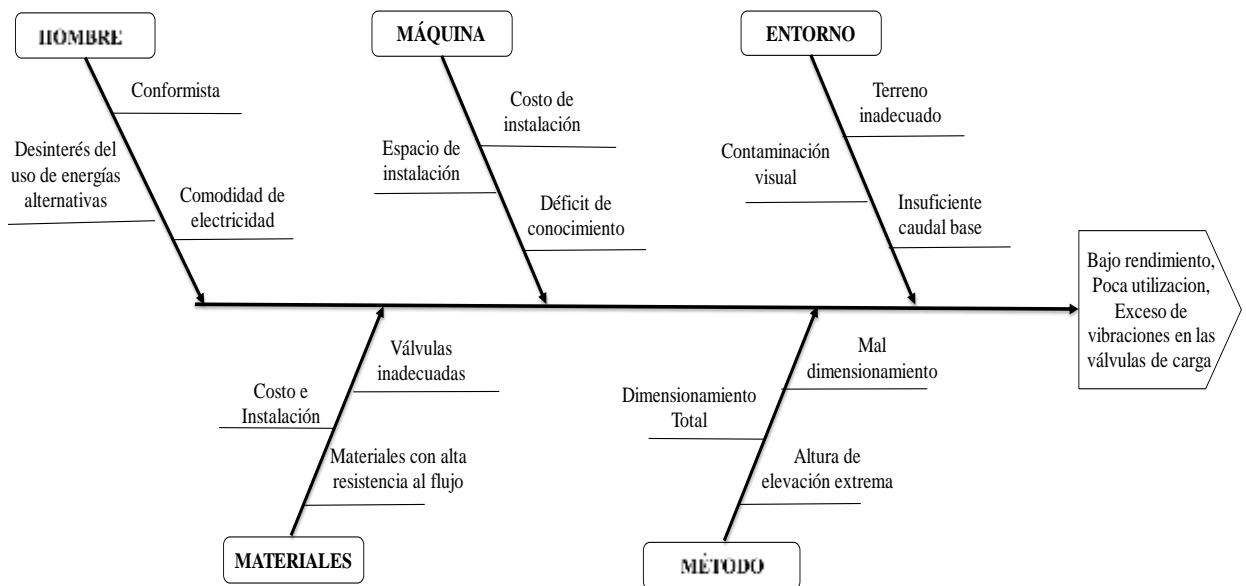 HOMBRE
MÁQUINA
ENTORNO
Conformista
Desinterés del
uso de energías
alternativas
Comodidad de
electricidad
Costo de
instalación
Espacio de
instalación
Déficit de
conocimiento
Terreno
inadecuado
Contaminación
visual
Insuficiente
caudal base
Bajo rendimiento,
Poca utilizacion,
Exceso de
vibraciones en las
válvulas de carga
Válvulas
inadecuadas
Costo e
Instalación
Materiales con alta
resistencia al flujo
Mal
dimensionamiento
Dimensionamiento
Total
Altura de
elevación extrema
MATERIALES
MÉTODO